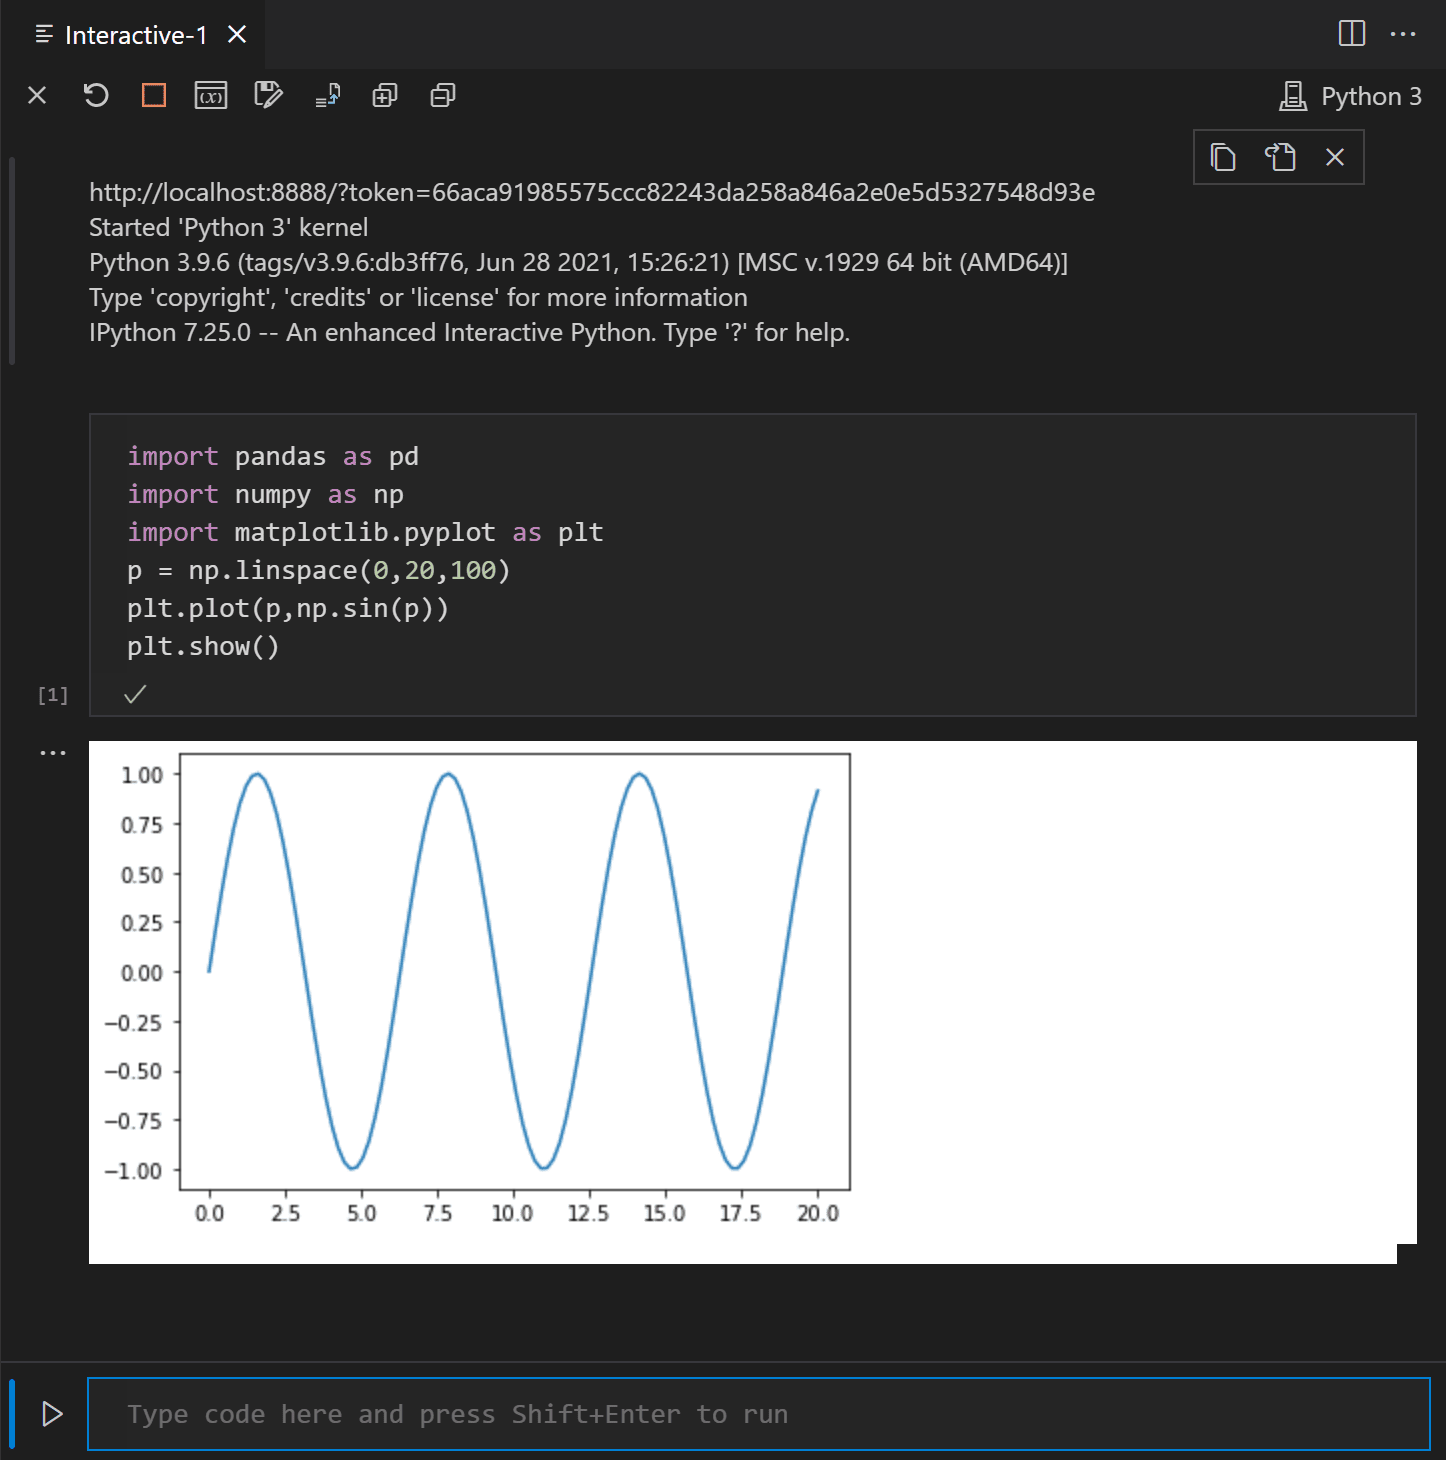 Interactive-1
Python 3
http://localhost:8888/?token=66aca91985575ccc82243da258a846a2e0e5d5327548d93e
Started 'Python 3' kernel
Python 3.9.6 (tags/v3.9.6:db3ff76, Jun 28 2021, 15:26:21) [MSC v.1929 64 bit (AMD64)]
Type 'copyright', 'credits' or 'license' for more information
IPython 7.25.0 -- An enhanced Interactive Python. Type '?' for help.
import pandas as pd
import numpy as np
import matplotlib.pyplot as plt
p = np.linspace(0,20,100)
plt.plot(p,np.sin(p))
plt.show()
[1]
1.00
0.75
0.50
0.25
0.00
−0.25
−0.50
−0.75
−1.00
0.0 2.5 5.0 7.5 10.0 12.5 15.0 17.5 20.0
Type code here and press Shift+Enter to run